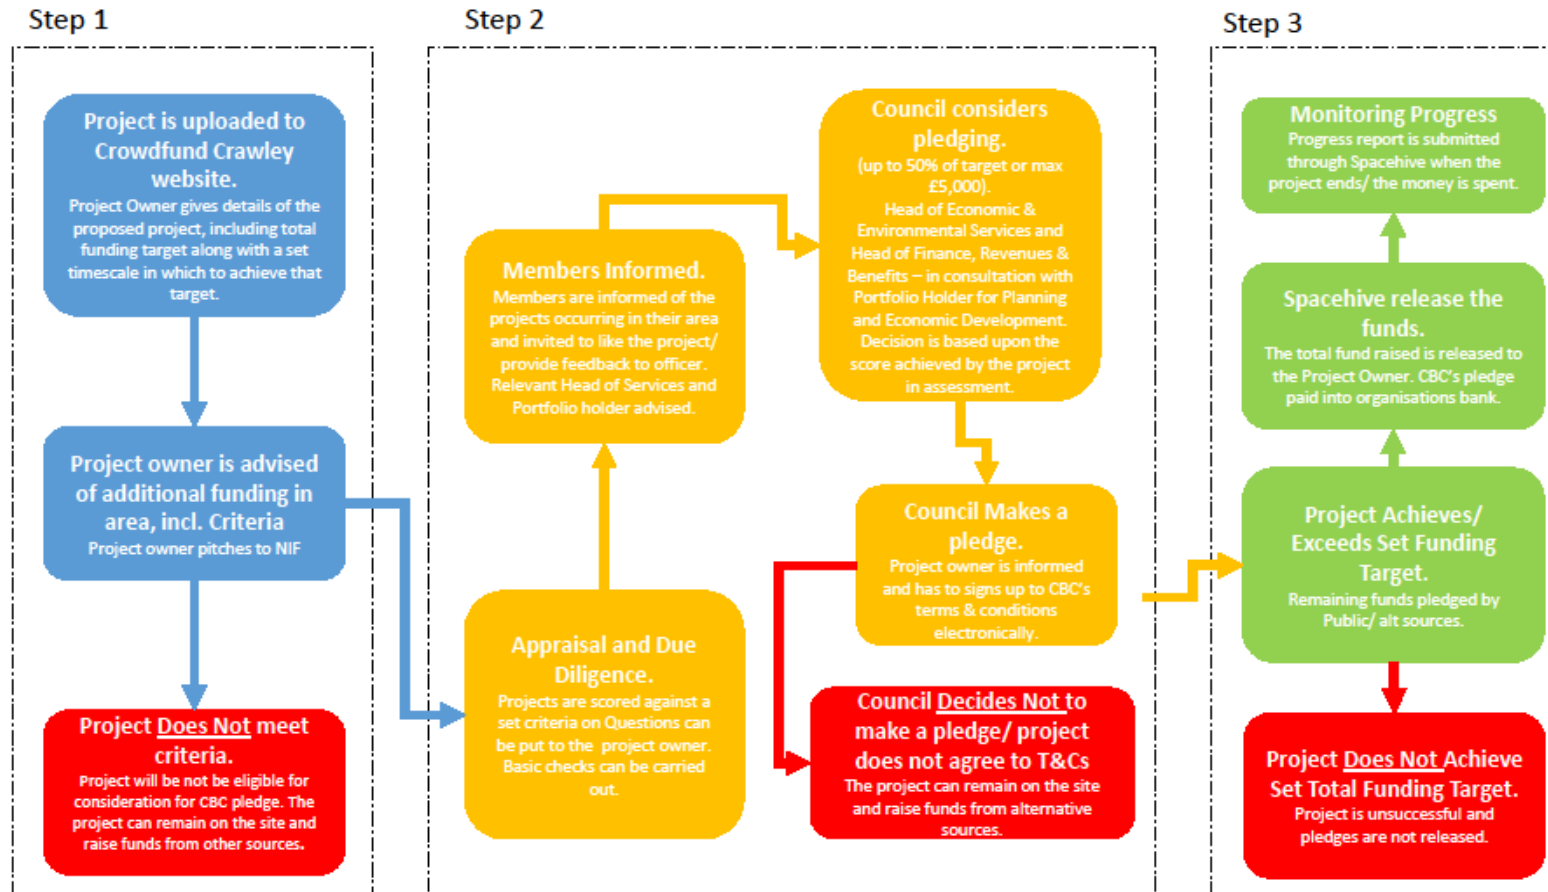 Step 1
Project is uploaded to
Crowdfund Crawley
website.
Project Owner gives details of the
proposed project, including total
funding target along with a set
timescale in which to achieve that
target.
Project owner is advised
of additional funding in
area, incl. Criteria
Project owner pitches to NIF
Project Does Not meet
criteria.
Project will be not be eligible for
consideration for CBC pledge. The
project can remain on the site and
raise funds from other sources.
Step 2
Members Informed.
Members are informed of the
projects occurring in their area
and invited to like the project/
provide feedback to officer.
Relevant Head of Services and
Portfolio holder advised.
Appraisal and Due
Diligence.
Projects are scored against a
set criteria on Questions can
be put to the project owner.
Basic checks can be carried
out.
Council considers
pledging.
(up to 50% of target or max
£5,000).
Head of Economic &
Environmental Services and
Head of Finance, Revenues &
Benefits – in consultation with
Portfolio Holder for Planning
and Economic Development.
Decision is based upon the
score achieved by the project
in assessment.
Council Makes a
pledge.
Project owner is informed
and has to signs up to CBC's
terms & conditions
electronically.
Council Decides Not to
make a pledge/ project
does not agree to T&Cs
The project can remain on the site
and raise funds from alternative
sources.
Step 3
Monitoring Progress
Progress report is submitted
through Spacehive when the
project ends/ the money is spent.
Spacehive release the
funds.
The total fund raised is released to
the Project Owner. CBC's pledge
paid into organisations bank.
Project Achieves/
Exceeds Set Funding
Target.
Remaining funds pledged by
Public/ alt sources.
Project Does Not Achieve
Set Total Funding Target.
Project is unsuccessful and
pledges are not released.